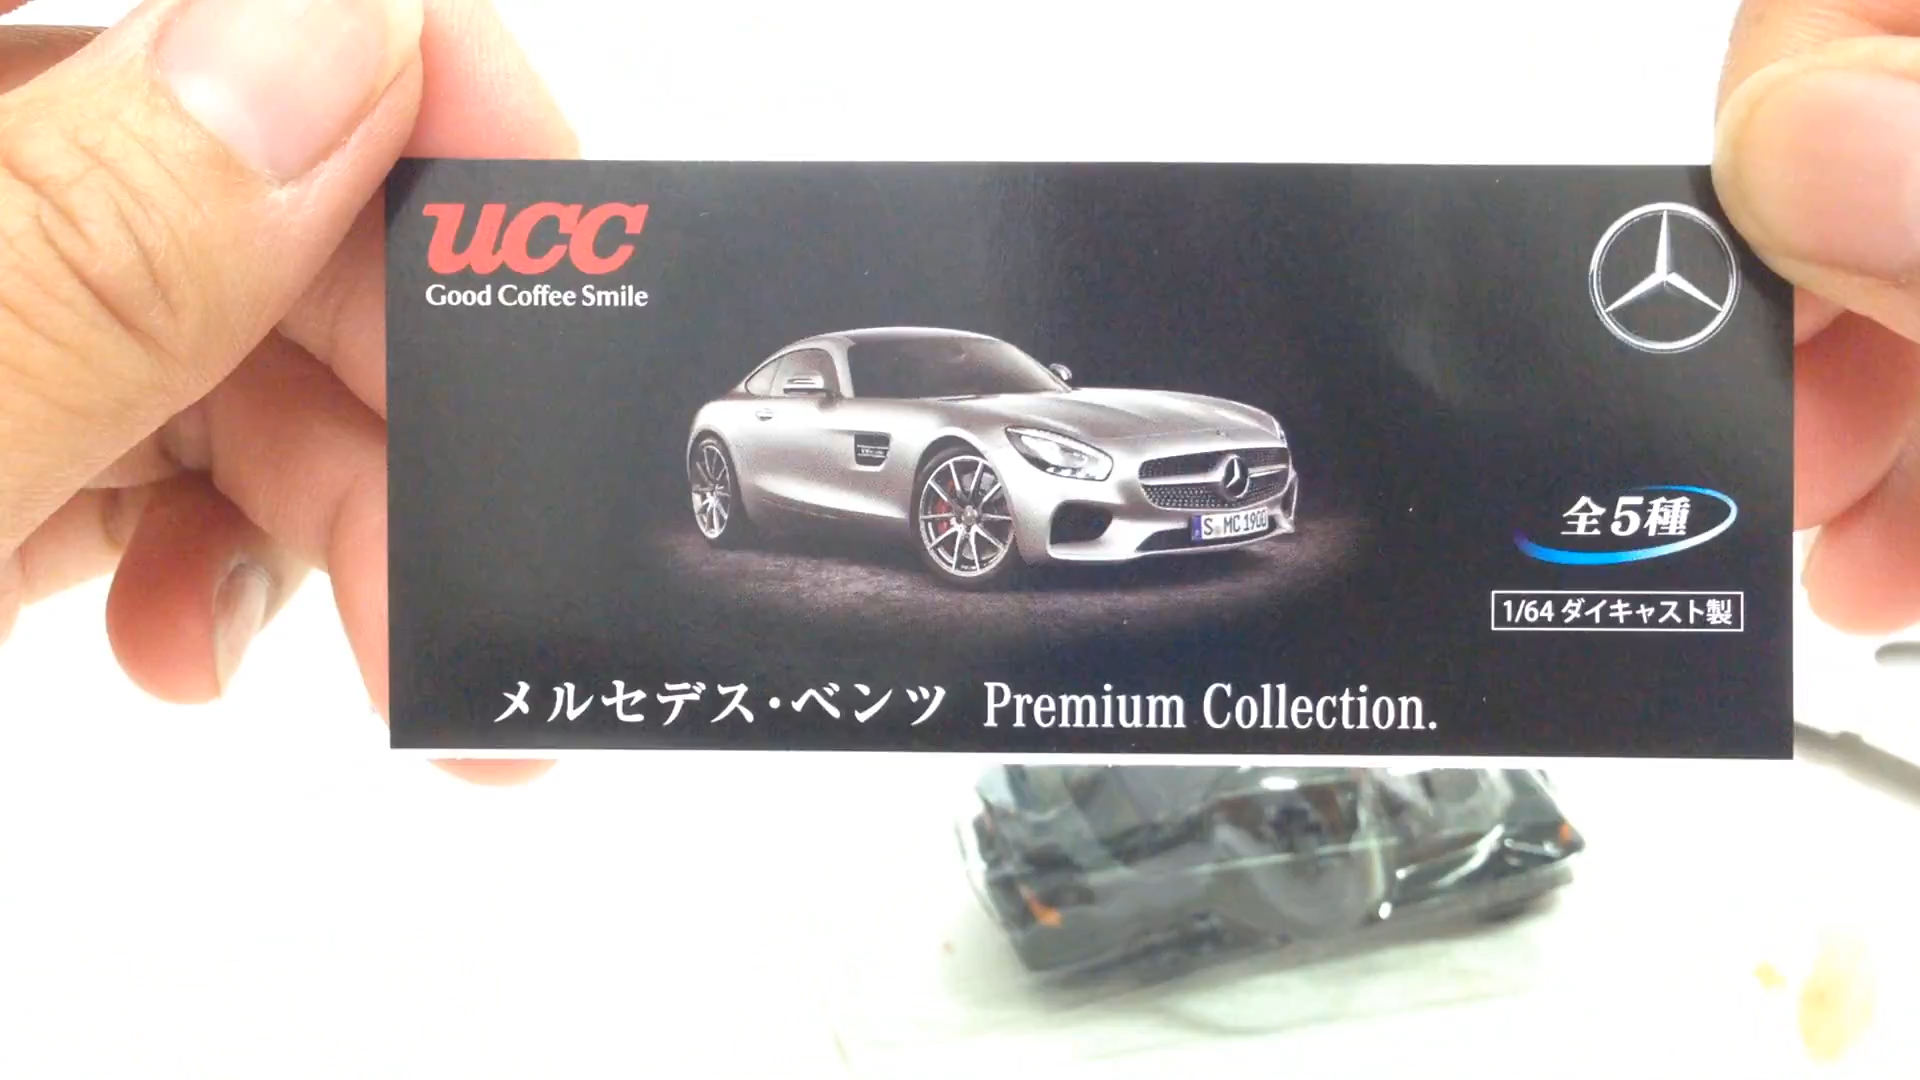 UCC
Good Coffee Smile
S MC 1900
全5種
1/64 ダイキャスト製
メルセデス・ベンツ Premium Collection.